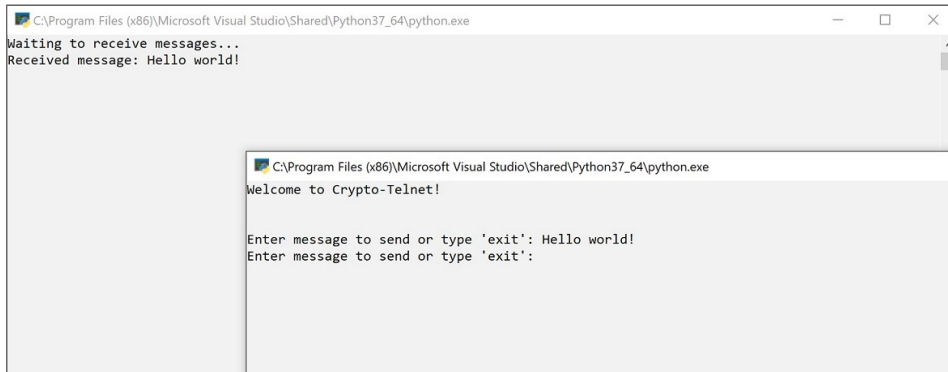 C:\Program Files (x86)\Microsoft Visual Studio\Shared\Python37_64\python.exe
Waiting to receive messages...
Received message: Hello world!
C:\Program Files (x86)\Microsoft Visual Studio\Shared\Python37_64\python.exe
Welcome to Crypto-Telnet!
Enter message to send or type 'exit': Hello world!
Enter message to send or type 'exit':